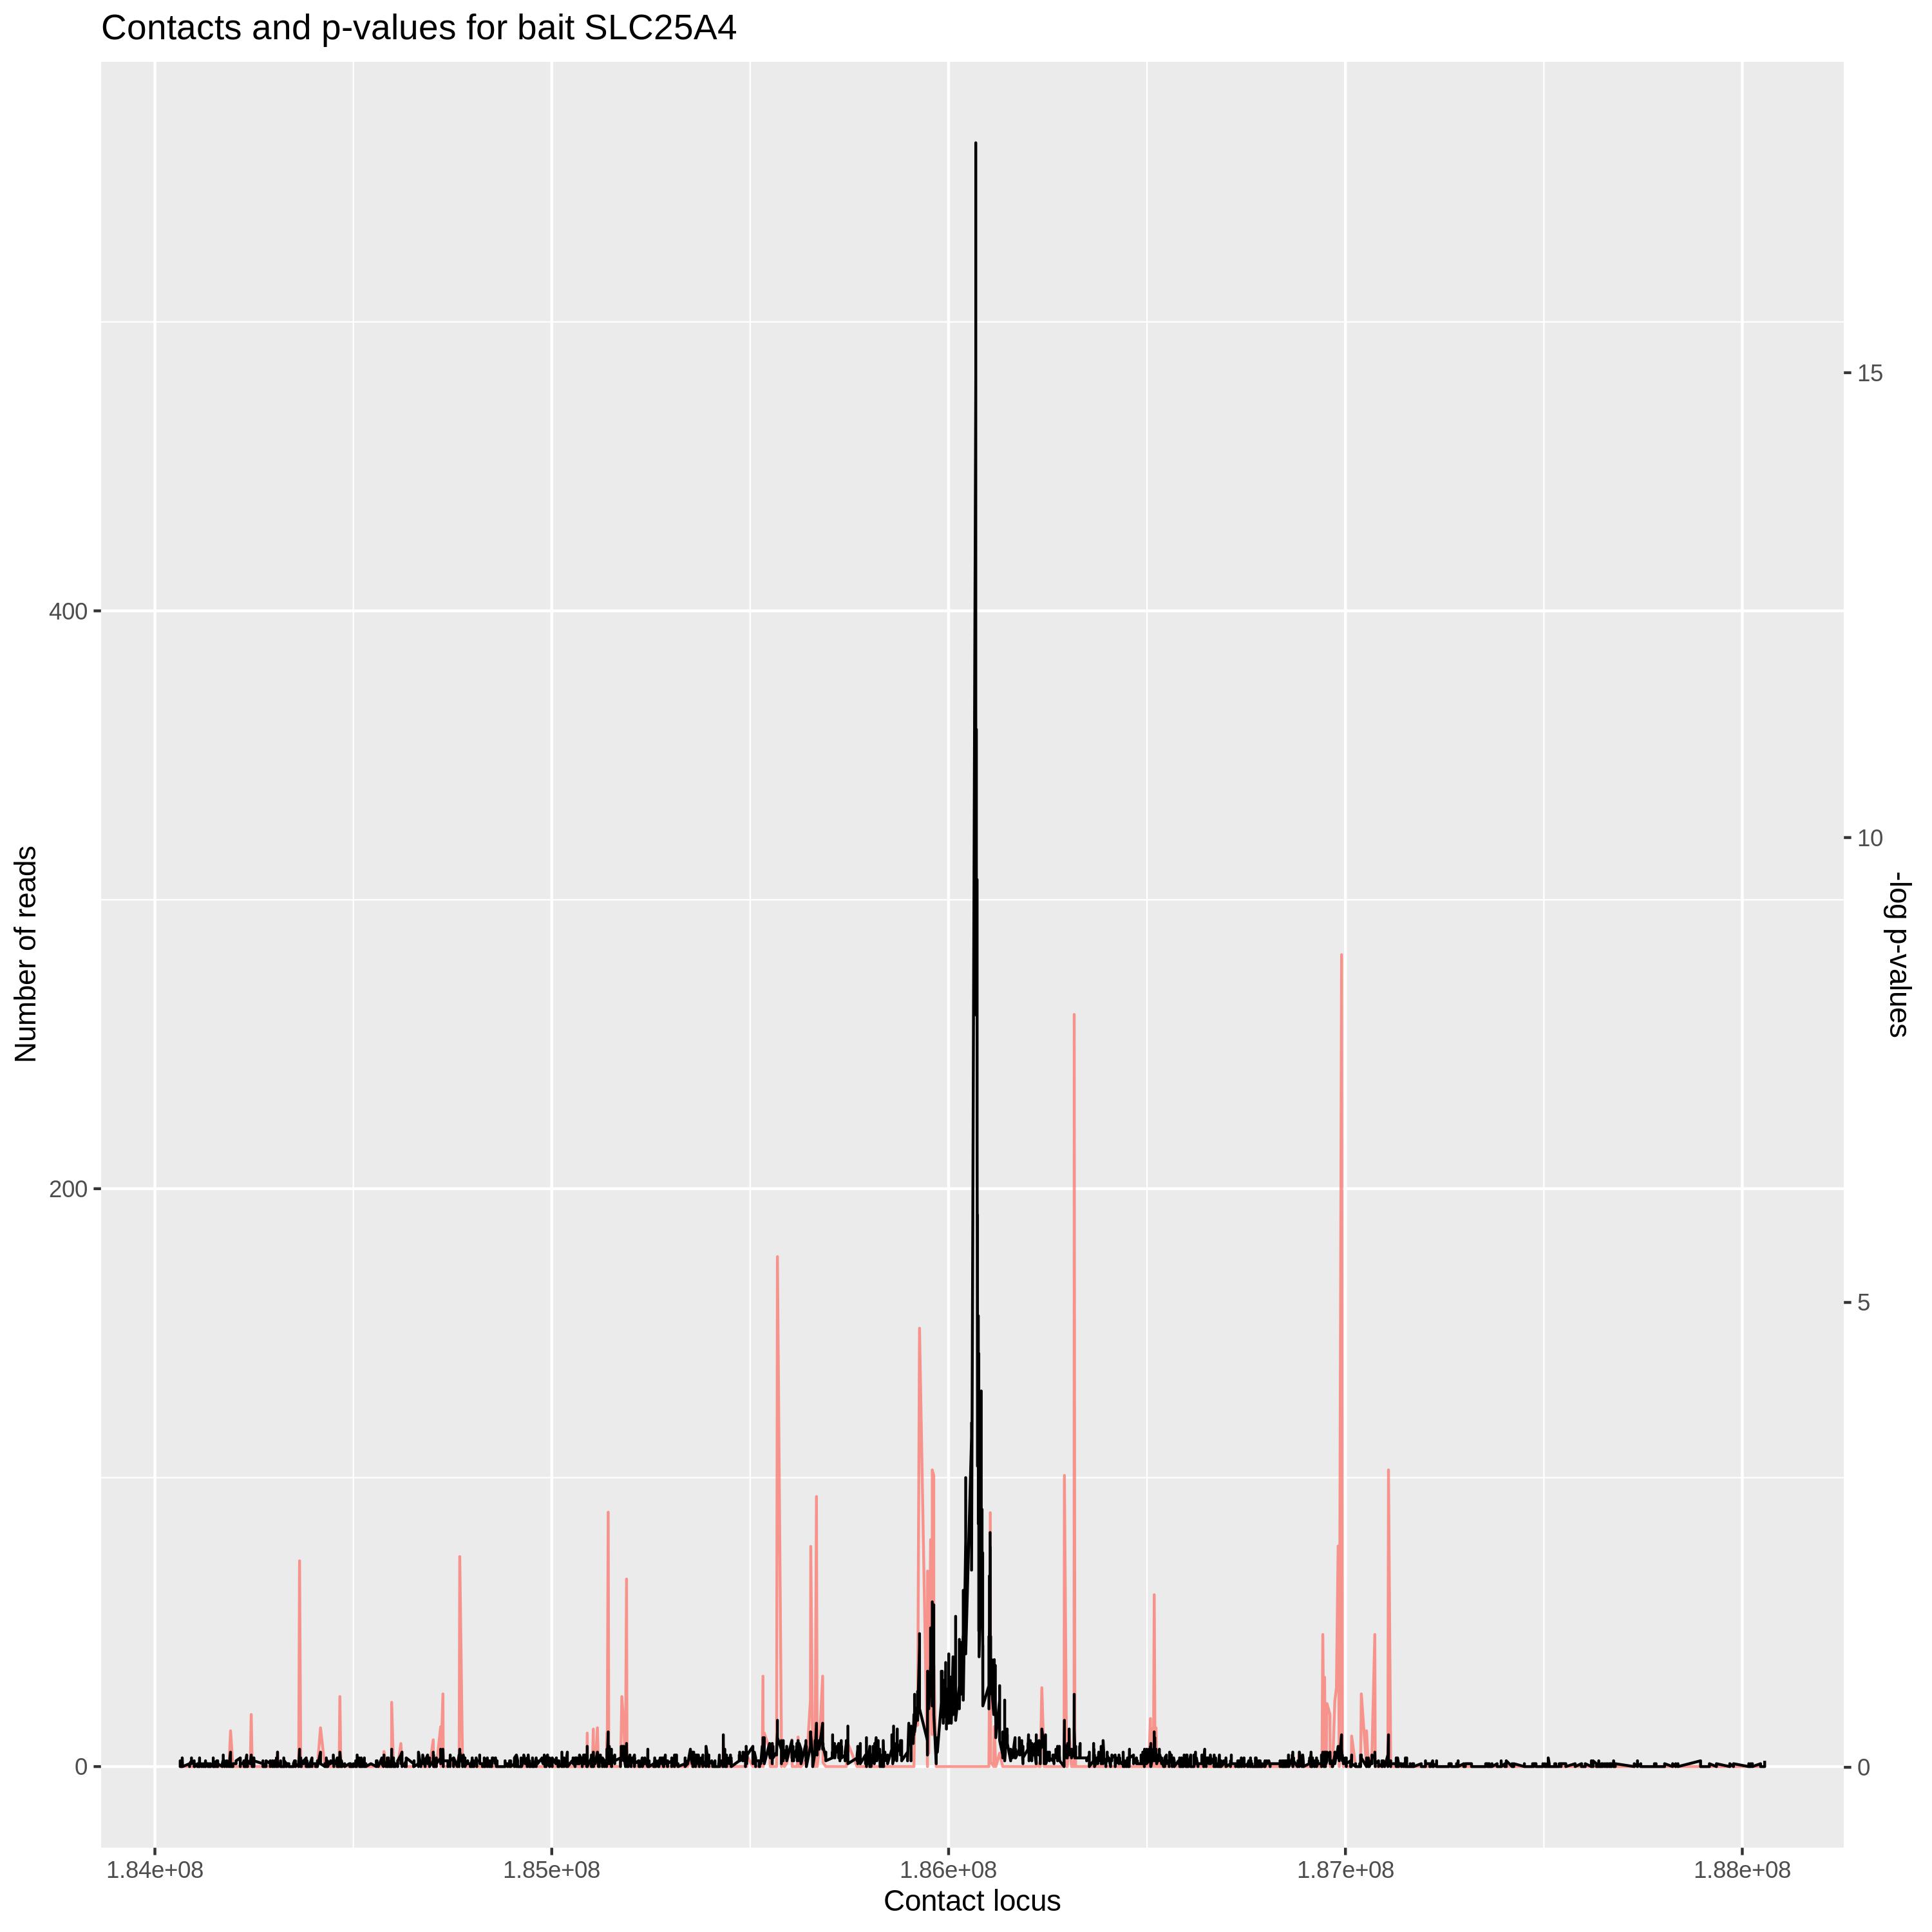 Contacts and p-values for bait SLC25A4
Number of reads
400
200
0
15
10
5
0
-log p-values
1.84e+08 1.85e+08 1.86e+08 1.87e+08 1.88e+08
Contact locus